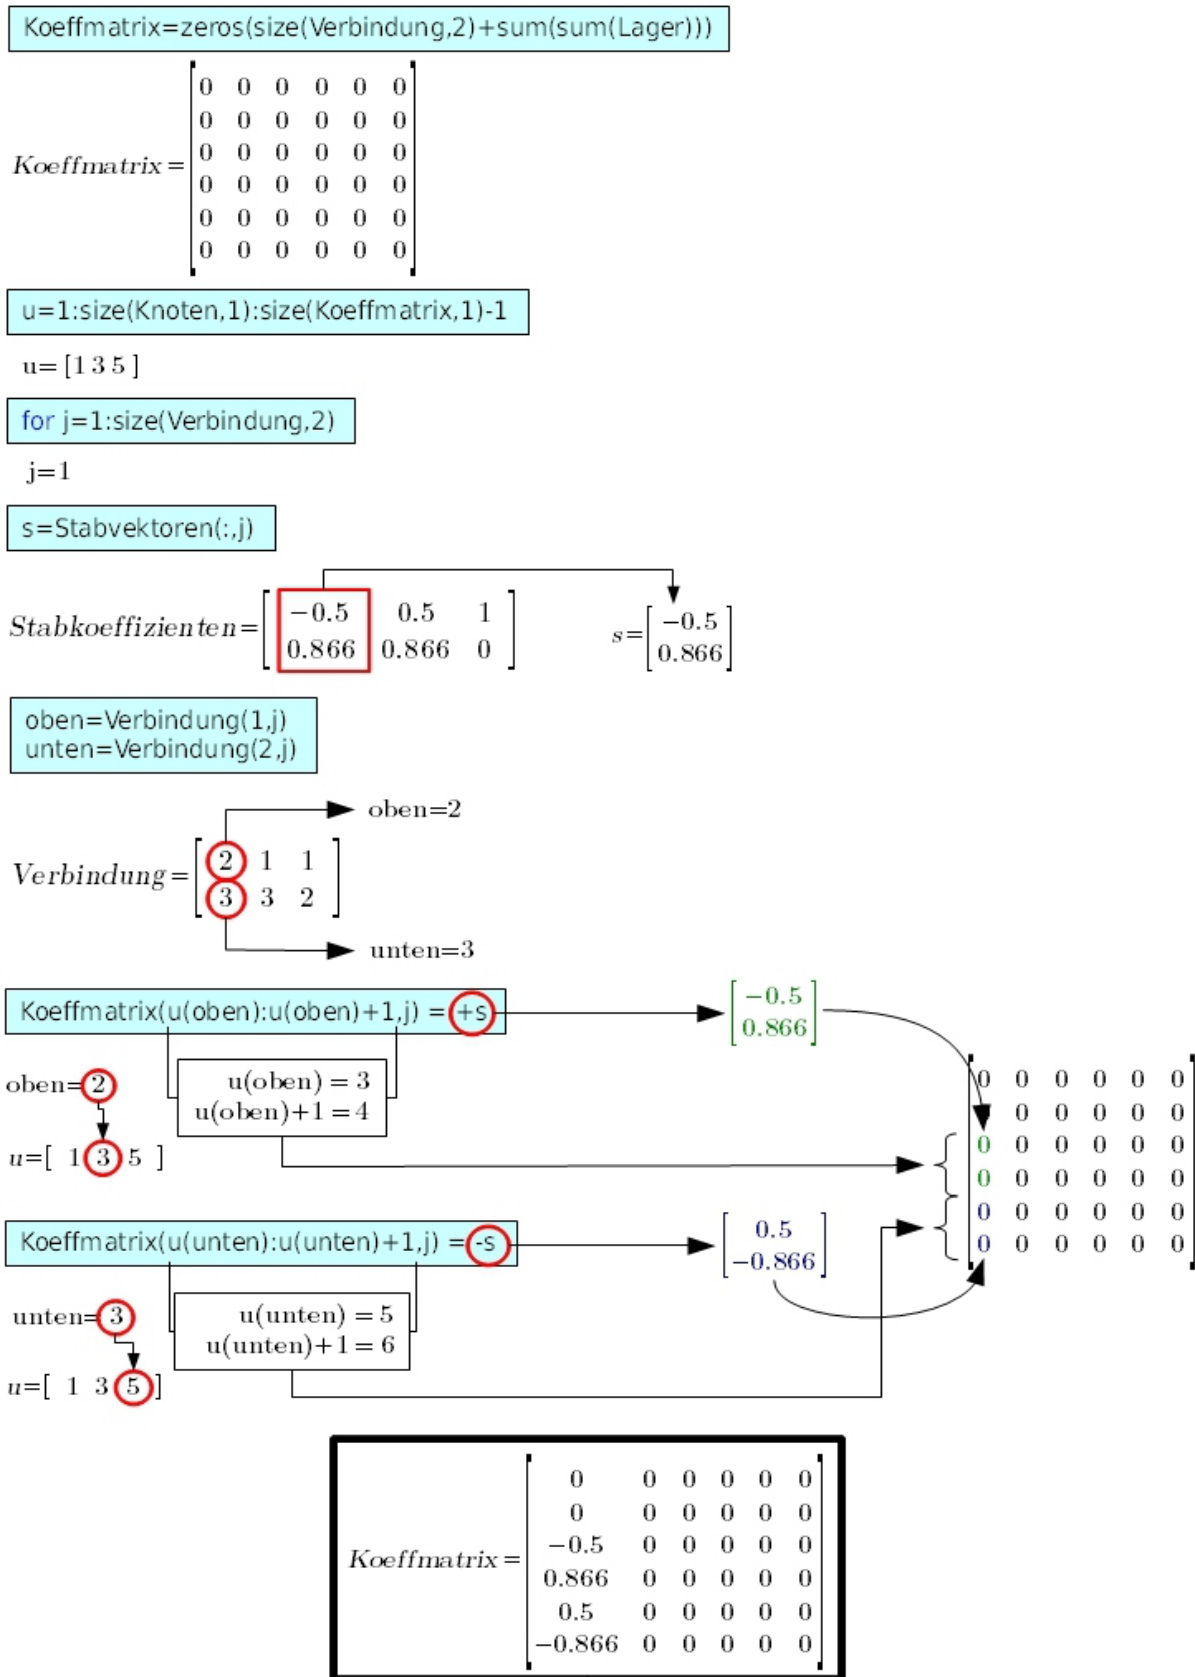 Koeffmatrix=zeros(size(Verbindung,2)+sum(sum(Lager)))
0 0 0 0 0 0
0 0 0 0 0 0
Koeffmatrix= 0 0 0 0 0 0
0 0 0 0 0 0
0 0 0 0 0 0
0 0 0 0 0 0
u=1:size(Knoten,1):size(Koeffmatrix,1)-1
u= [1 3 5 ]
for j=1:size(Verbindung,2)
j=1
s=Stabvektoren(:,j)
Stabkoeffizienten=[ −0.5 0.5 1
0.866 0.866 0 ]
s=[ −0.5
0.866 ]
oben=Verbindung(1,j)
unten=Verbindung(2,j)
oben=2
Verbindung=[ 2 1 1
3 3 2 ]
unten=3
Koeffmatrix(u(oben):u(oben)+1,j) = +s
[ −0.5
0.866 ]
oben=2
u(oben) = 3
u(oben)+1 = 4
u=[ 1 3 5 ]
0 0 0 0 0 0
0 0 0 0 0
0 0 0 0 0 0
0 0 0 0 0 0
0 0 0 0 0 0
0 0 0 0 0 0
Koeffmatrix(u(unten):u(unten)+1,j) = -s
[ 0.5
−0.866 ]
unten=3
u(unten) = 5
u(unten)+1 = 6
u=[ 1 3 5 ]
0 0 0 0 0 0
0 0 0 0 0 0
−0.5 0 0 0 0 0
Koeffmatrix= 0.866 0 0 0 0 0
0.5 0 0 0 0 0
−0.866 0 0 0 0 0